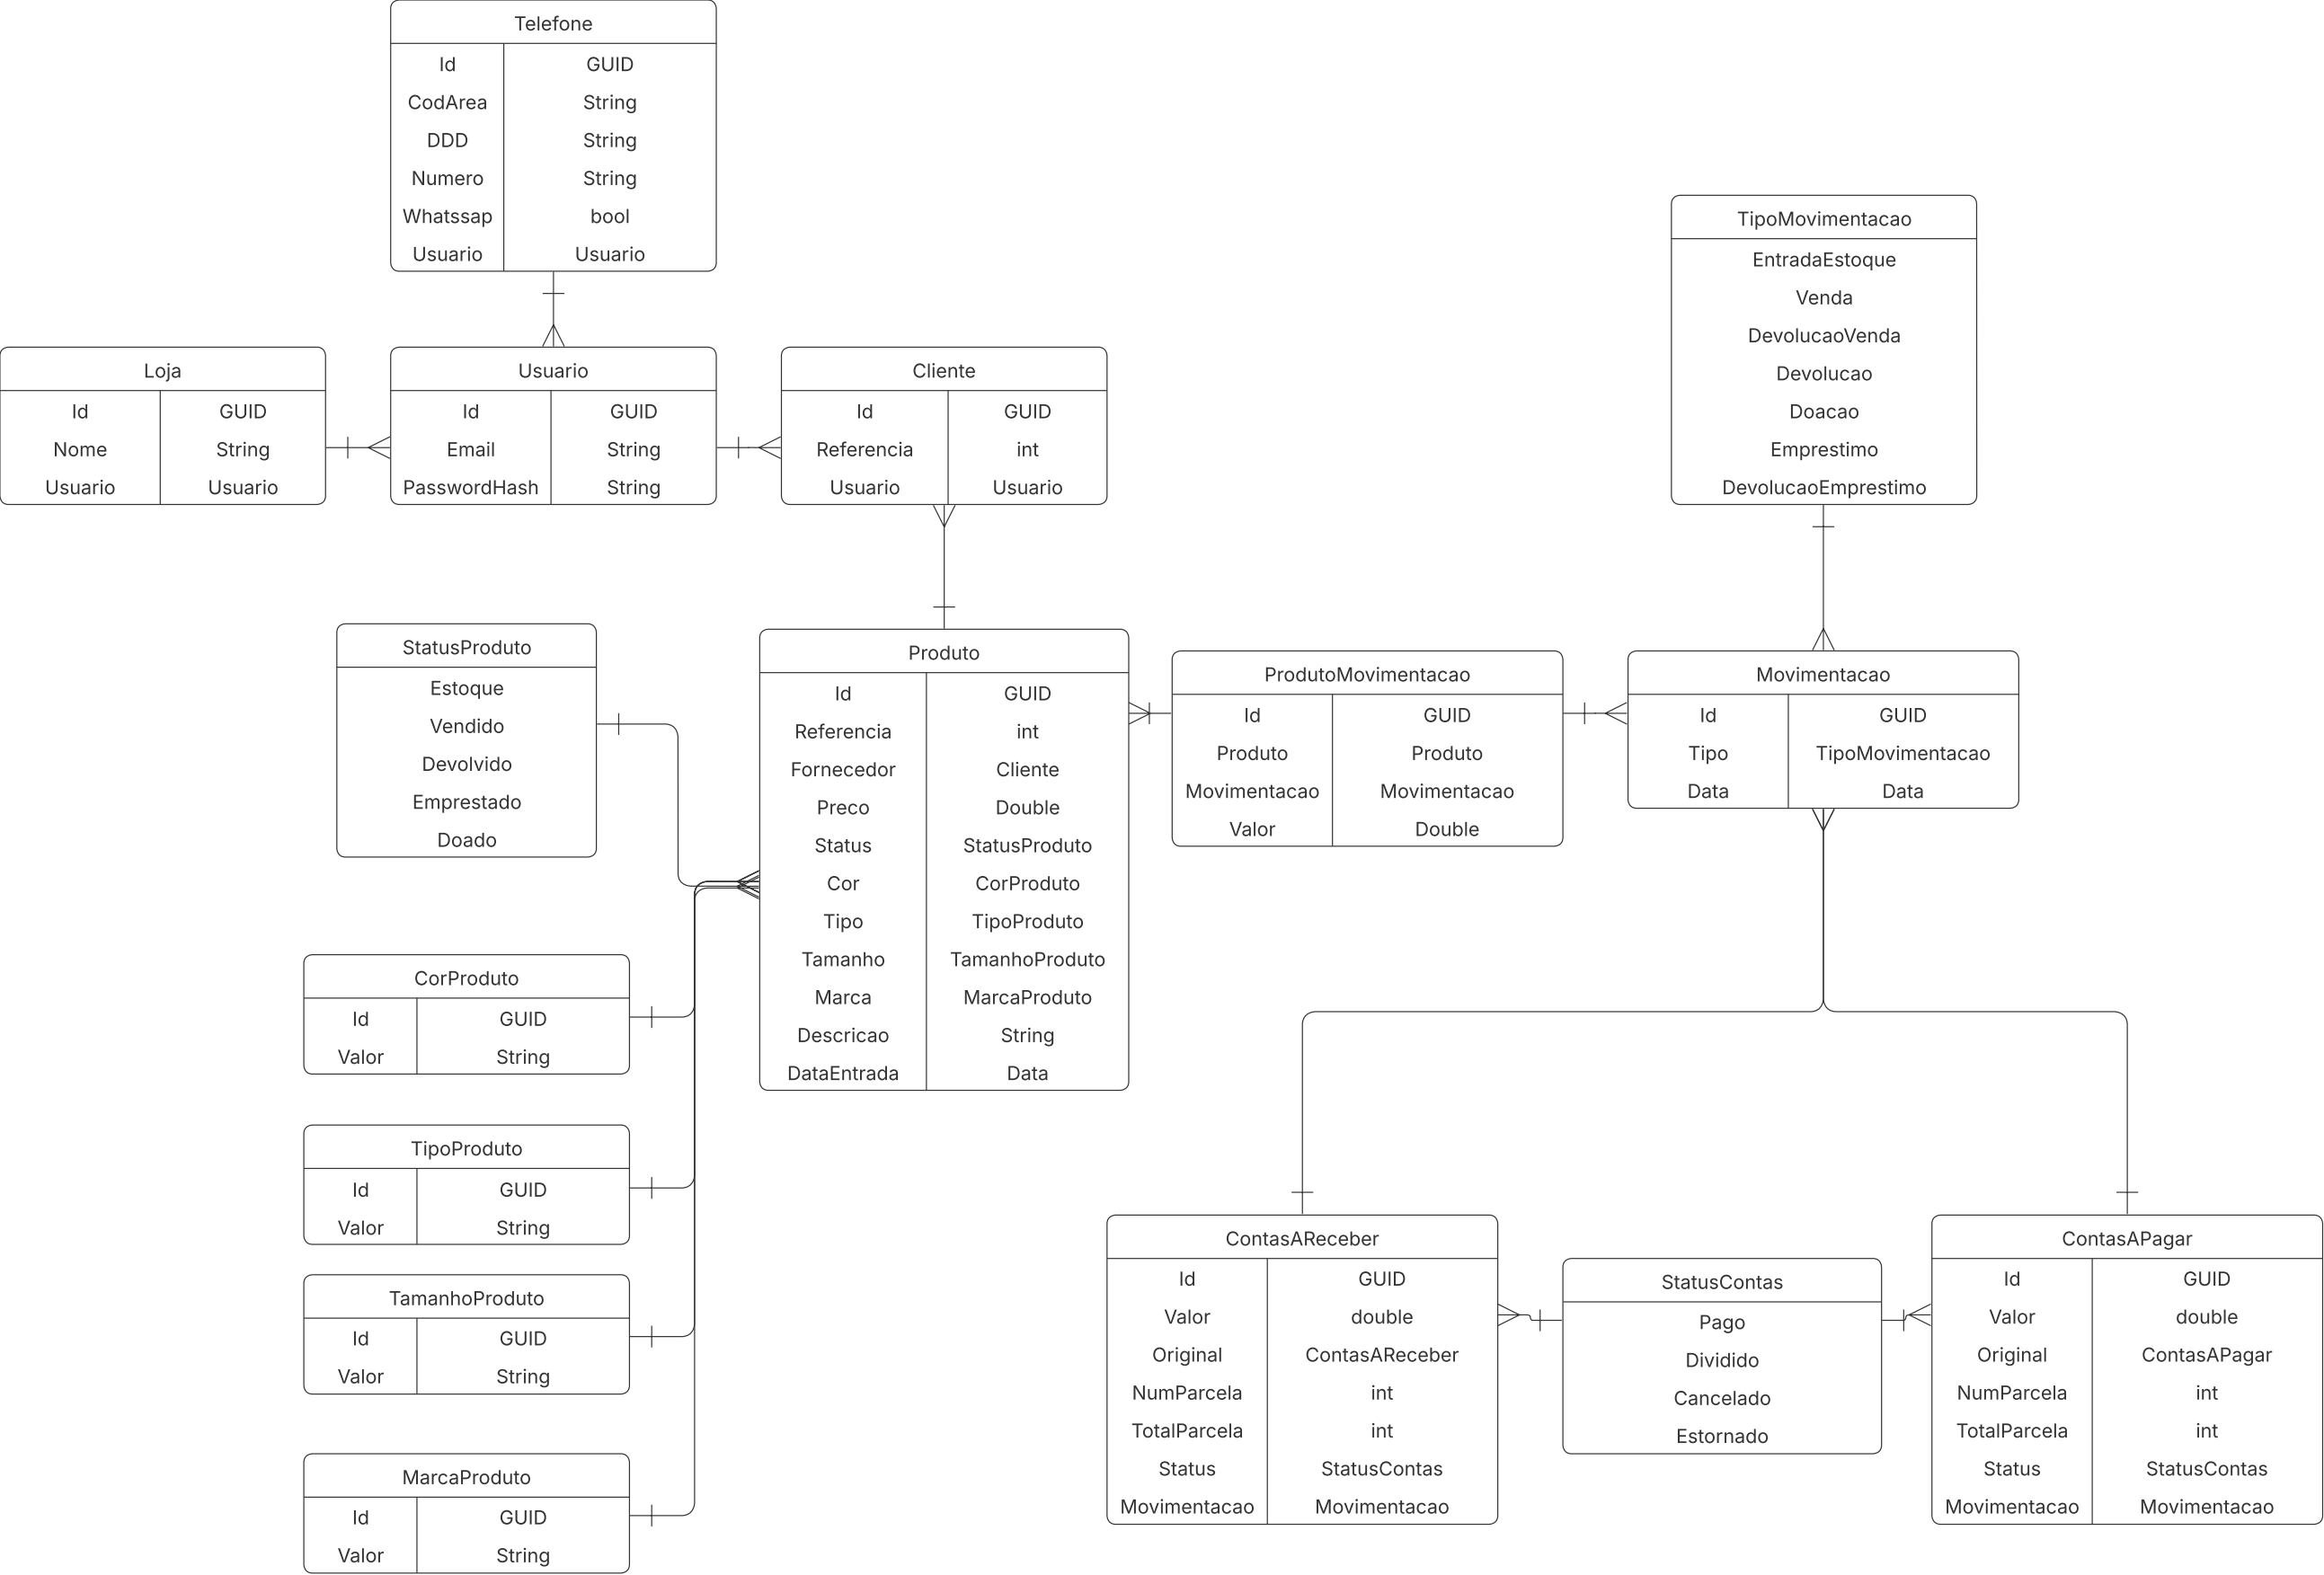 Telefone
Id GUID
CodArea String
DDD String
Numero String
Whatssap bool
Usuario Usuario
Loja
Id GUID
Nome String
Usuario Usuario
Usuario
Id GUID
Email String
PasswordHash String
Cliente
Id GUID
Referencia int
Usuario Usuario
TipoMovimentacao
EntradaEstoque
Venda
DevolucaoVenda
Devolucao
Doacao
Emprestimo
DevolucaoEmprestimo
StatusProduto
Estoque
Vendido
Devolvido
Emprestado
Doado
Produto
Id GUID
Referencia int
Fornecedor Cliente
Preco Double
Status StatusProduto
Cor CorProduto
Tipo TipoProduto
Tamanho TamanhoProduto
Marca MarcaProduto
Descricao String
DataEntrada Data
ProdutoMovimentacao
Id GUID
Produto Produto
Movimentacao Movimentacao
Valor Double
Movimentacao
Id GUID
Tipo TipoMovimentacao
Data Data
CorProduto
Id GUID
Valor String
TipoProduto
Id GUID
Valor String
TamanhoProduto
Id GUID
Valor String
MarcaProduto
Id GUID
Valor String
ContasAReceber
Id GUID
Valor double
Original ContasAReceber
NumParcela int
TotalParcela int
Status StatusContas
Movimentacao Movimentacao
StatusContas
Pago
Dividido
Cancelado
Estornado
ContasAPagar
Id GUID
Valor double
Original ContasAPagar
NumParcela int
TotalParcela int
Status StatusContas
Movimentacao Movimentacao